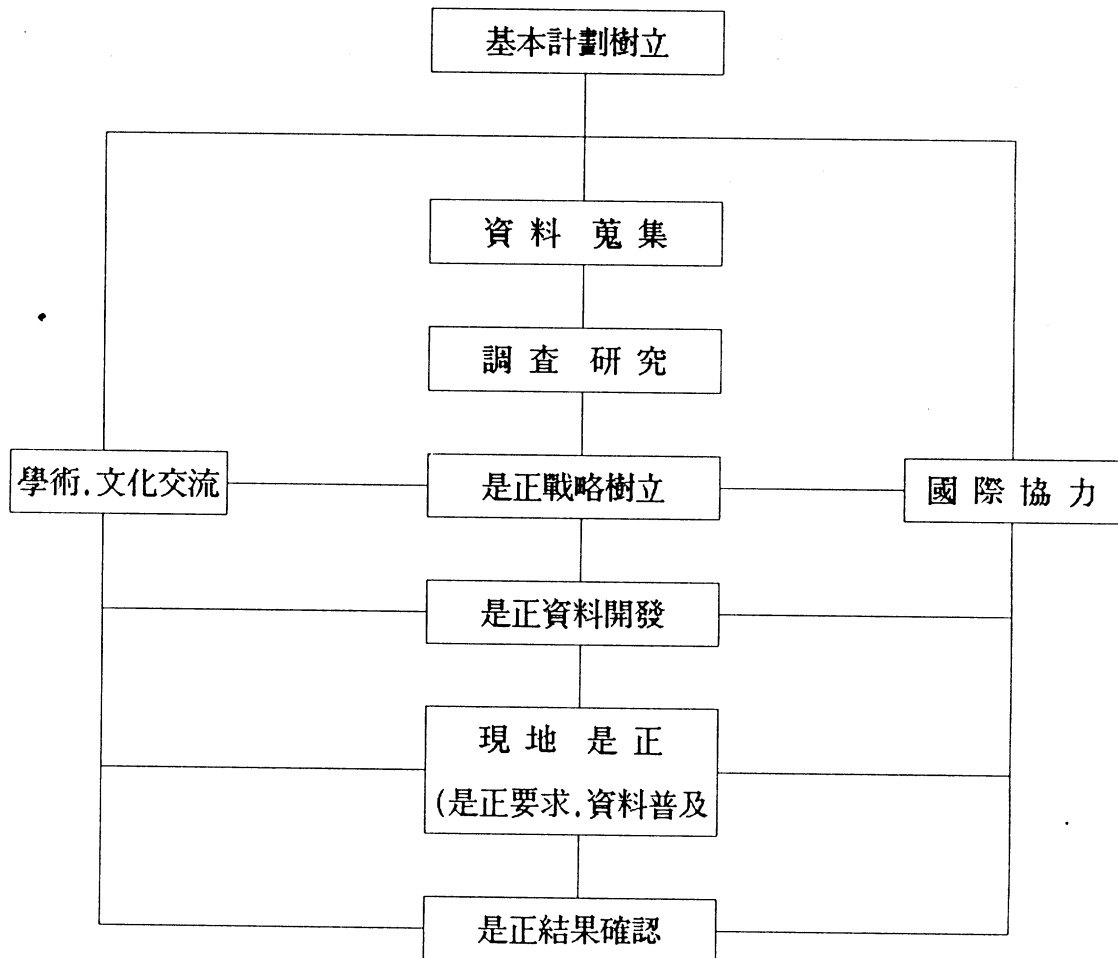 基本計劃樹立
資料 蒐集
調査 硏究
學術.文化交流
是正戰略樹立
國際協力
是正資料開發
現地 是正
(是正要求.資料普及
是正結果確認